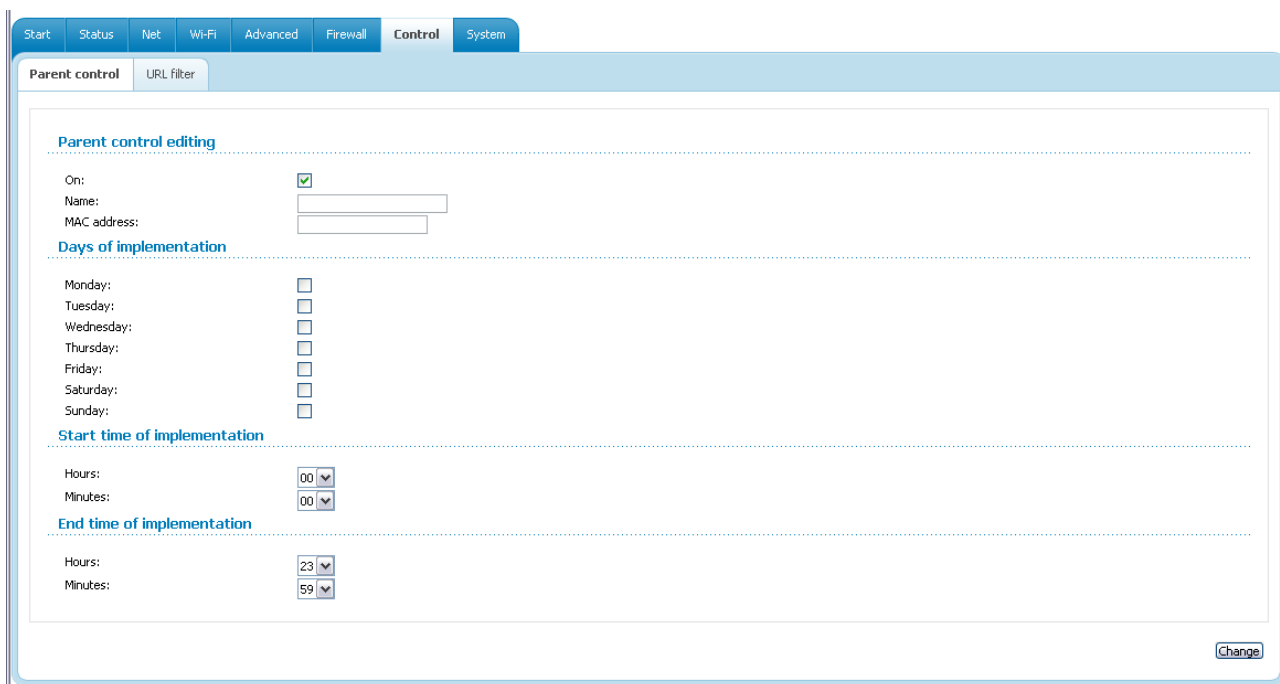 Start Status Net Wi-Fi Advanced Firewall Control System
Parent control URL filter
Parent control editing
On:
Name:
MAC address:
Days of implementation
Monday:
Tuesday:
Wednesday:
Thursday:
Friday:
Saturday:
Sunday:
Start time of implementation
Hours: 00
Minutes: 00
End time of implementation
Hours: 23
Minutes: 59
Change